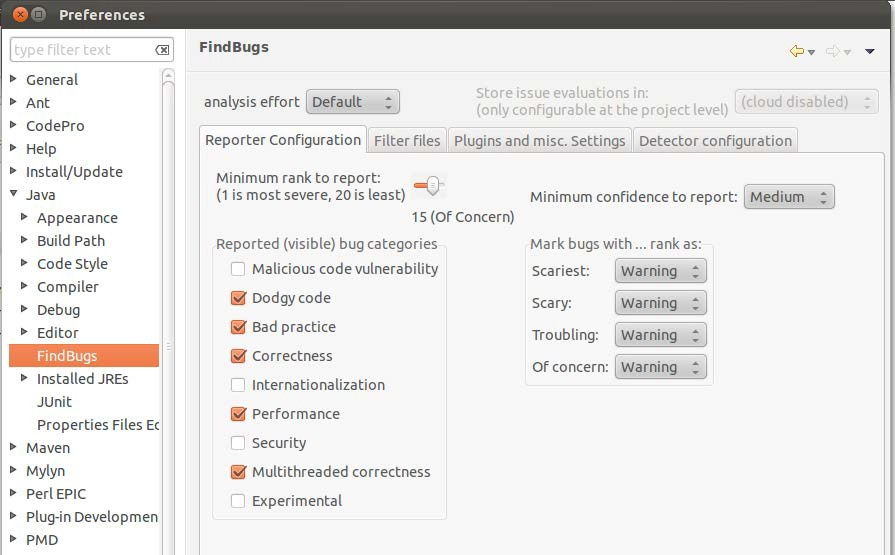 Preferences
type filter text
General
Ant
CodePro
Help
Install/Update
Java
Appearance
Build Path
Code Style
Compiler
Debug
Editor
FindBugs
Installed JREs
JUnit
Properties Files Ec
Maven
Mylyn
Perl EPIC
Plug-in Developmen
PMD
FindBugs
analysis effort Default
Store issue evaluations in:
(only configurable at the project level) (cloud disabled)
Reporter Configuration Filter files Plugins and misc. Settings Detector configuration
Minimum rank to report:
(1 is most severe, 20 is least)
15 (Of Concern)
Minimum confidence to report: Medium
Reported (visible) bug categories
Malicious code vulnerability
Dodgy code
Bad practice
Correctness
Internationalization
Performance
Security
Multithreaded correctness
Experimental
Mark bugs with ... rank as:
Scariest: Warning
Scary: Warning
Troubling: Warning
Of concern: Warning